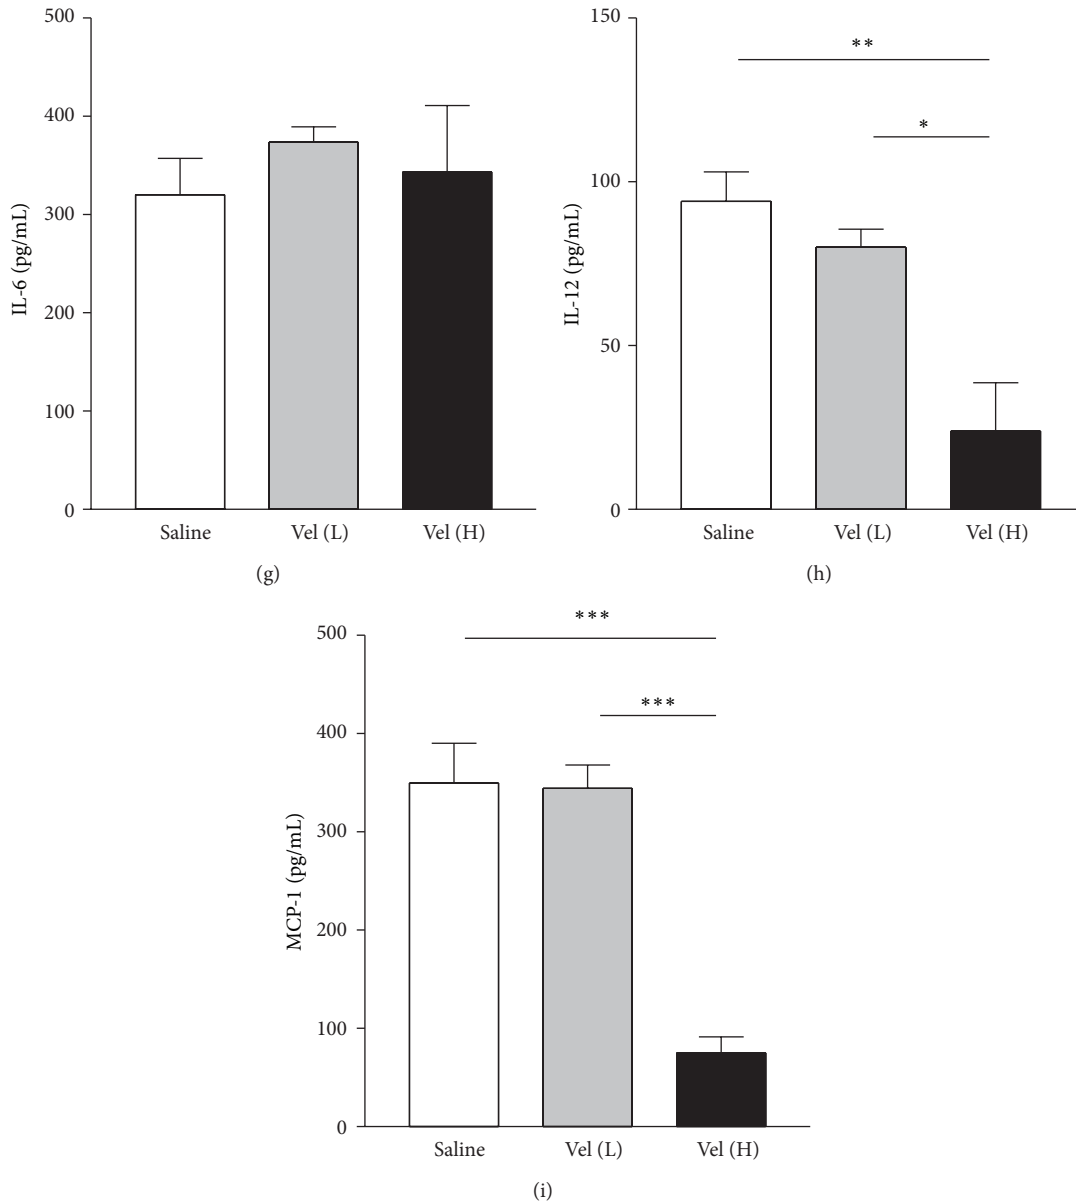 500
400
300
200
100
0
IL-6 (pg/mL)
Saline Vel (L) Vel (H)
(g)
150
100
50
0
IL-12 (pg/mL)
**
*
Saline Vel (L) Vel (H)
(h)
500
400
300
200
100
0
MCP-1 (pg/mL)
***
***
Saline Vel (L) Vel (H)
(i)